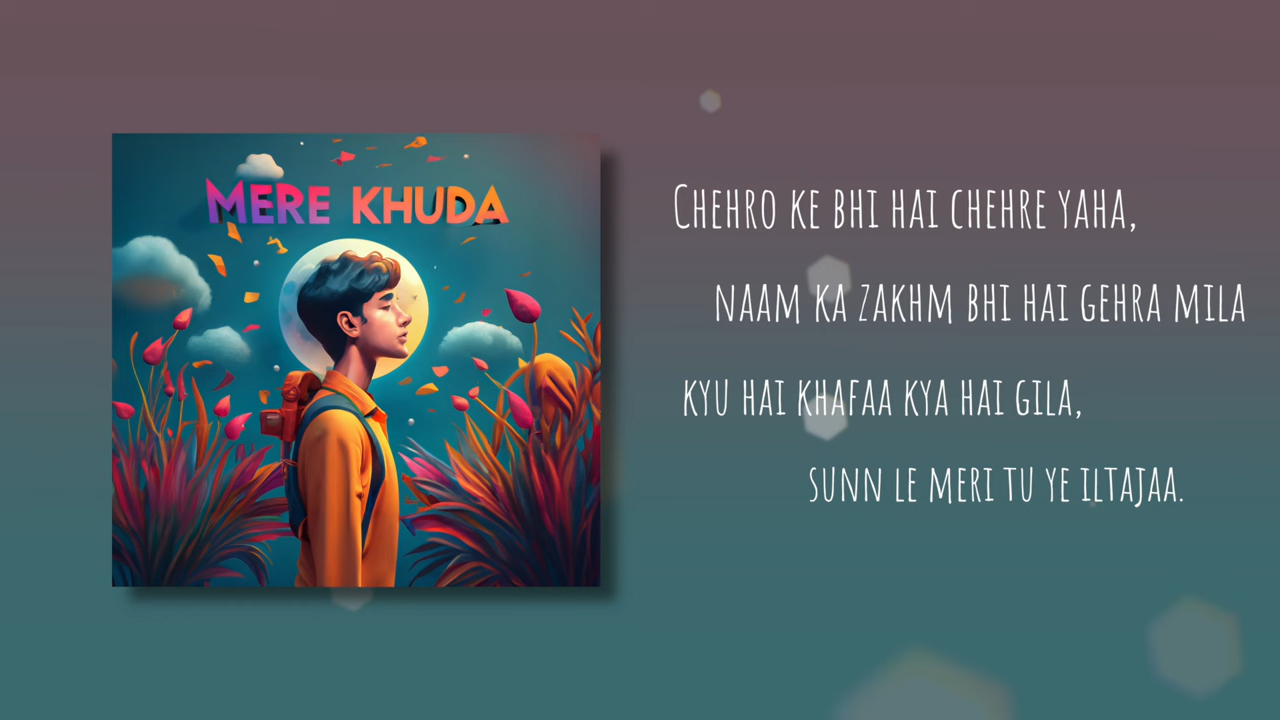 MERE KHUDA
CHEHRO KE BHI HAI CHEHRE YAHA,
NAAM KA ZAKHM BHI HAI GEHRA MILA
KYU HAI KHAFAA KYA HAI GILA,
SUNN LE MERI TU YE ILTAJAA.